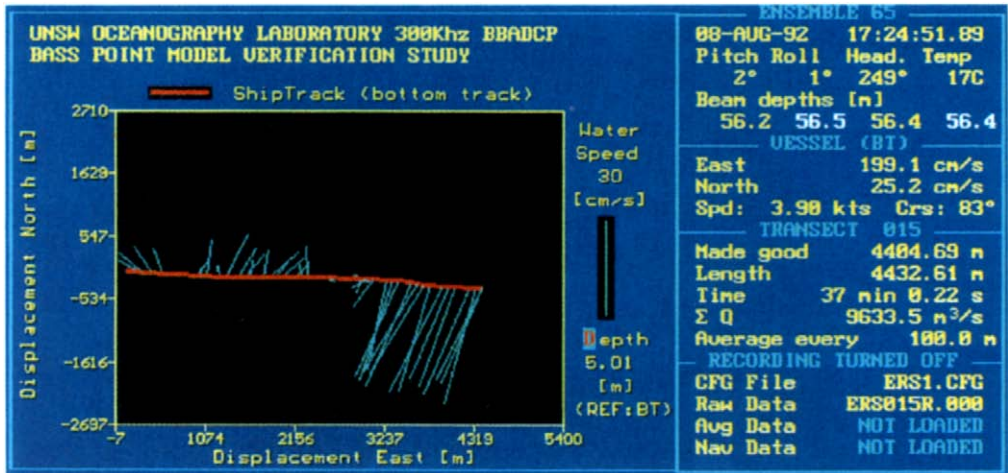 UNSW OCEANOGRAPHY LABORATORY 300Khz BBADCP
BASS POINT MODEL VERIFICATION STUDY
ShipTrack (bottom track)
Displacement North [m]
2710
1629
547
-534
-1616
-2697
-7 1074 2156 3237 4319 5400
Displacement East [m]
Water
Speed
30
[cm/s]
Depth
5.01
[m]
(REF:BT)
ENSEMBLE 65
08-AUG-92 17:24:51.89
Pitch Roll Head. Temp
2° 1° 249° 17C
Beam depths [m]
56.2 56.5 56.4 56.4
VESSEL (BT)
East 199.1 cm/s
North 25.2 cm/s
Spd: 3.90 kts Crs: 83°
TRANSECT 015
Made good 4404.69 m
Length 4432.61 m
Time 37 min 0.22 s
Σ Q 9633.5 m³/s
Average every 100.0 m
RECORDING TURNED OFF
CFG File ERS1.CFG
Raw Data ERS015R.000
Avg Data NOT LOADED
Nav Data NOT LOADED